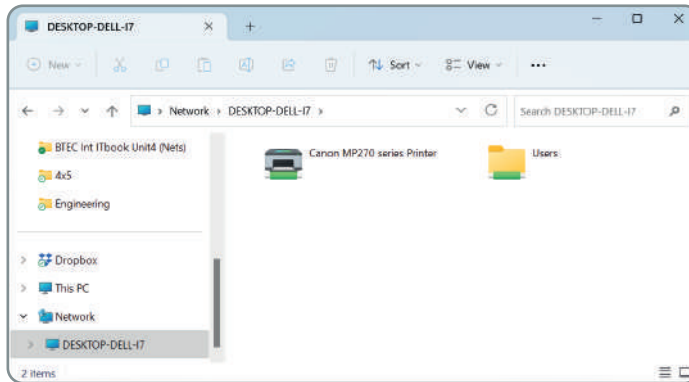 DESKTOP-DELL-I7
New Sort View
Network DESKTOP-DELL-I7 Search DESKTOP-DELL-I7
BTEC Int ITbook Unit4 (Nets)
4x5
Engineering
Dropbox
This PC
Network
DESKTOP-DELL-I7
Canon MP270 series Printer Users
2 items